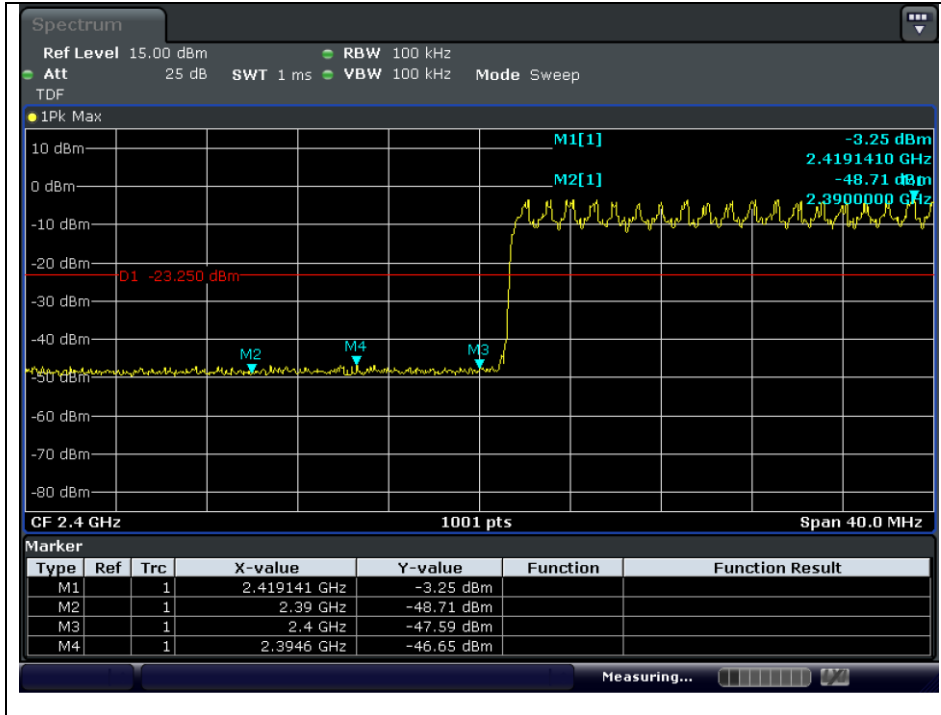 Spectrum
Ref Level 15.00 dBm RBW 100 kHz
Att 25 dB SWT 1 ms VBW 100 kHz Mode Sweep
TDF
1Pk Max
M1[1] -3.25 dBm
2.4191410 GHz
M2[1] -48.71 dBm
2.3900000 GHz
10 dBm
0 dBm
-10 dBm
-20 dBm
D1 -23.250 dBm
-30 dBm
-40 dBm
M2 M4 M3
-50 dBm
-60 dBm
-70 dBm
-80 dBm
CF 2.4 GHz 1001 pts Span 40.0 MHz
Marker
Type Ref Trc X-value Y-value Function Function Result
M1 1 2.419141 GHz -3.25 dBm
M2 1 2.39 GHz -48.71 dBm
M3 1 2.4 GHz -47.59 dBm
M4 1 2.3946 GHz -46.65 dBm
Measuring...